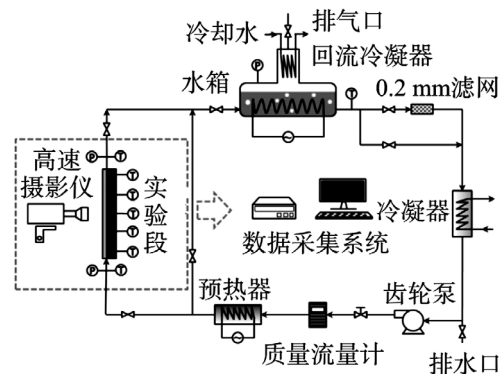 冷却水
排气口
回流冷凝器
水箱
P
T
0.2 mm滤网
高速
摄影仪
P
T
T
T
T
T
T
实
验
段
冷凝器
数据采集系统
P
T
预热器
齿轮泵
质量流量计
排水口